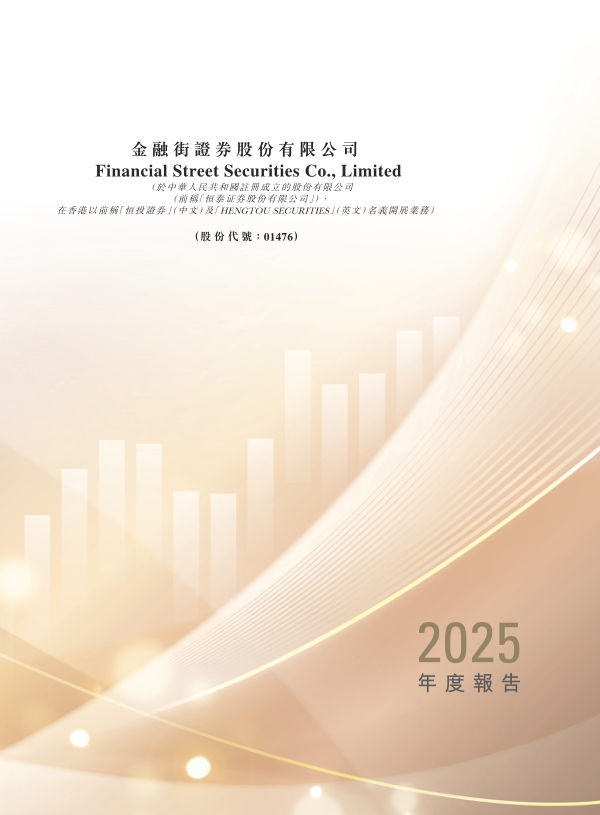 金融街證券股份有限公司
Financial Street Securities Co., Limited
(於中華人民共和國註冊成立的股份有限公司
(前稱「恒泰证券股份有限公司」),
在香港以前稱「恒投證券」(中文)及「HENGTOU SECURITIES」(英文)名義開展業務)
(股份代號:01476)
2025
年度報告